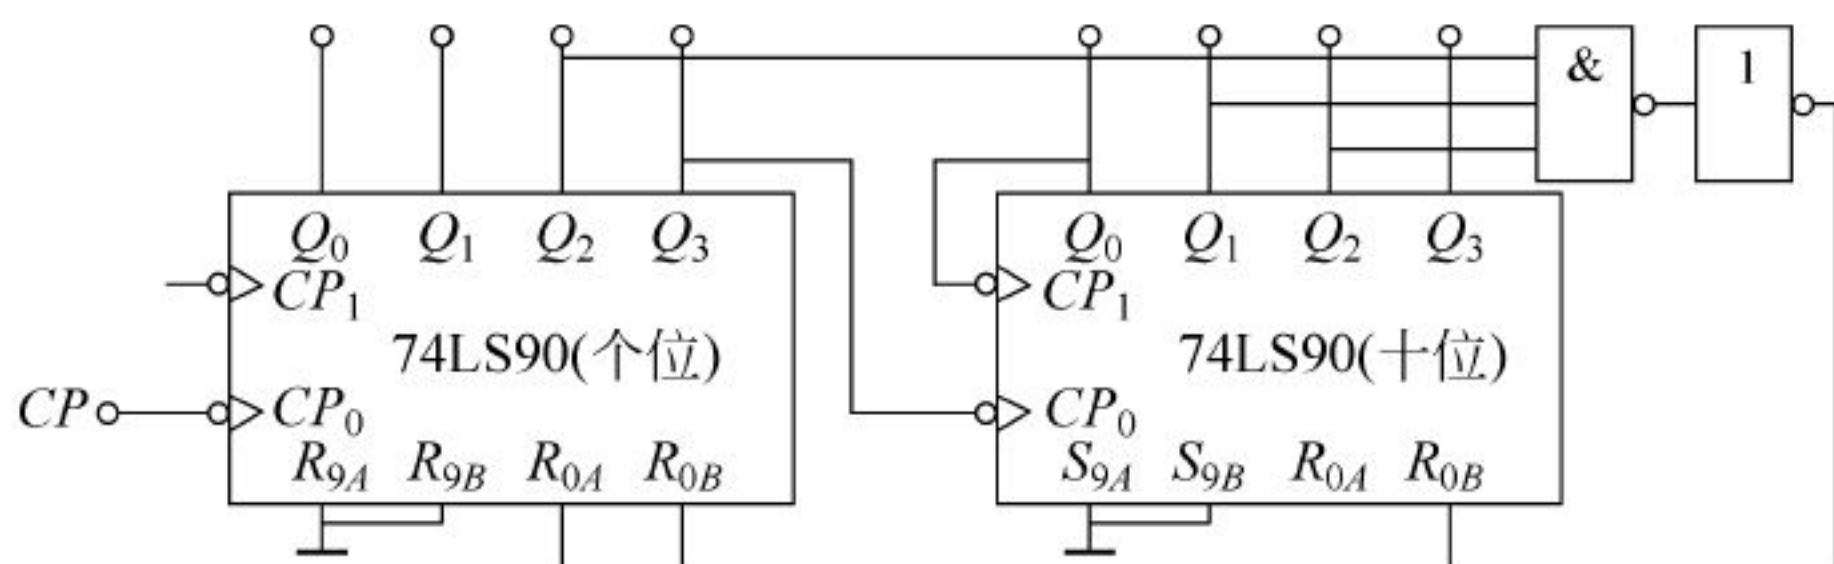 & 1
Q0 Q1 Q2 Q3 Q0 Q1 Q2 Q3
CP1 CP1
74LS90(个位) 74LS90(十位)
CP CP0 CP0
R9A R9B R0A R0B S9A S9B R0A R0B